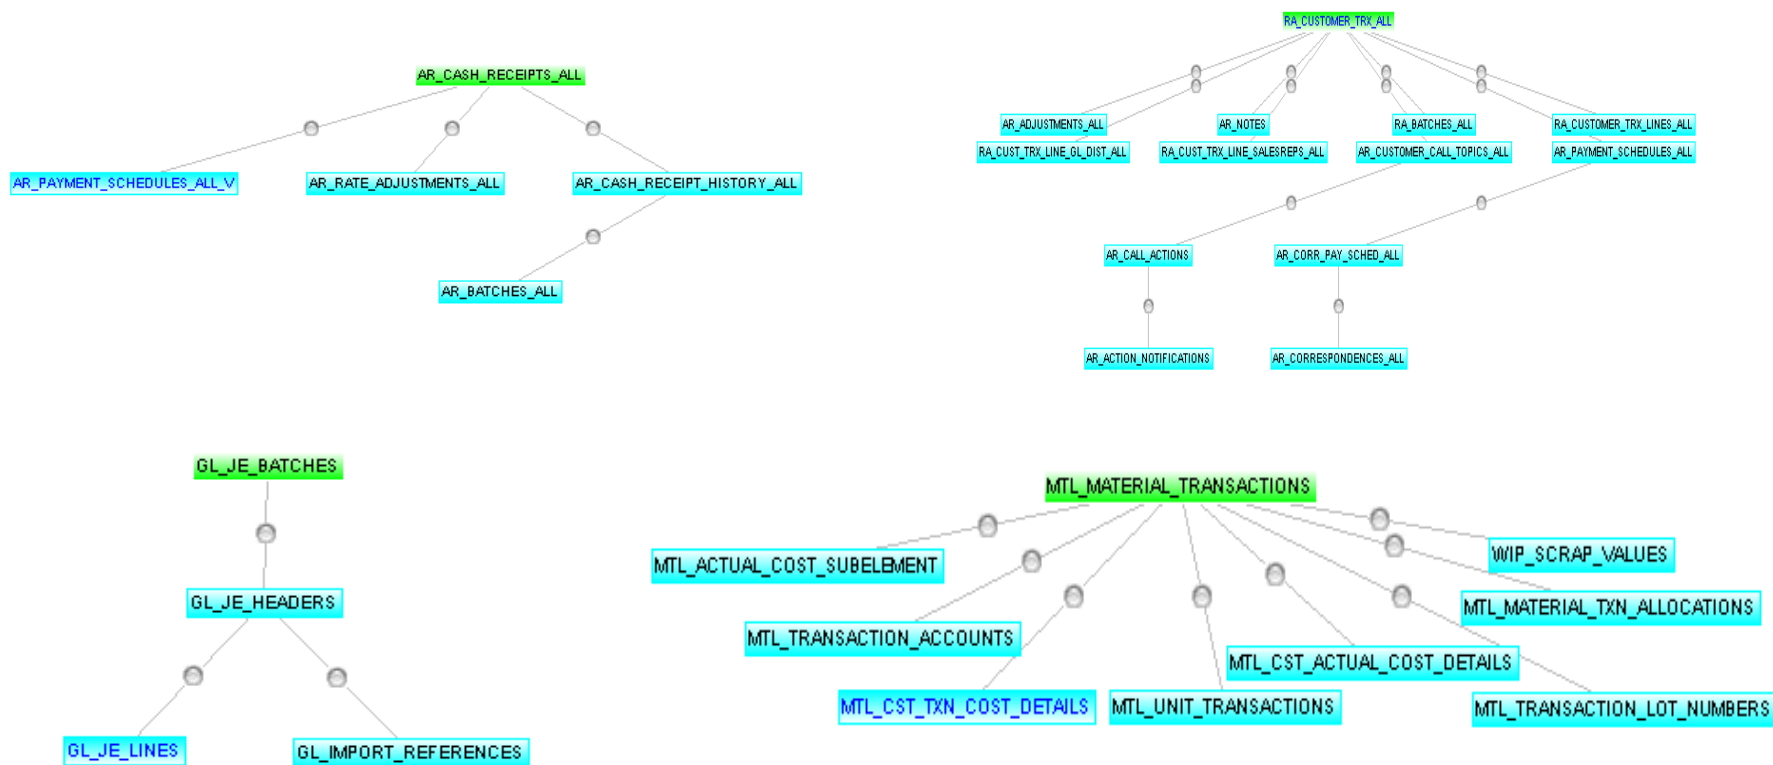 RA_CUSTOMER_TRX_ALL
AR_CASH_RECEIPTS_ALL
AR_ADJUSTMENTS_ALL
AR_NOTES
RA_BATCHES_ALL
RA_CUSTOMER_TRX_LINES_ALL
RA_CUST_TRX_LINE_GL_DIST_ALL
RA_CUST_TRX_LINE_SALESREPS_ALL
AR_CUSTOMER_CALL_TOPICS_ALL
AR_PAYMENT_SCHEDULES_ALL
AR_PAYMENT_SCHEDULES_ALL_V
AR_RATE_ADJUSTMENTS_ALL
AR_CASH_RECEIPT_HISTORY_ALL
AR_CALL_ACTIONS
AR_CORR_PAY_SCHED_ALL
AR_BATCHES_ALL
AR_ACTION_NOTIFICATIONS
AR_CORRESPONDENCES_ALL
GL_JE_BATCHES
MTL_MATERIAL_TRANSACTIONS
WIP_SCRAP_VALUES
MTL_ACTUAL_COST_SUBELEMENT
GL_JE_HEADERS
MTL_MATERIAL_TXN_ALLOCATIONS
MTL_TRANSACTION_ACCOUNTS
MTL_CST_ACTUAL_COST_DETAILS
MTL_CST_TXN_COST_DETAILS
MTL_UNIT_TRANSACTIONS
MTL_TRANSACTION_LOT_NUMBERS
GL_JE_LINES
GL_IMPORT_REFERENCES